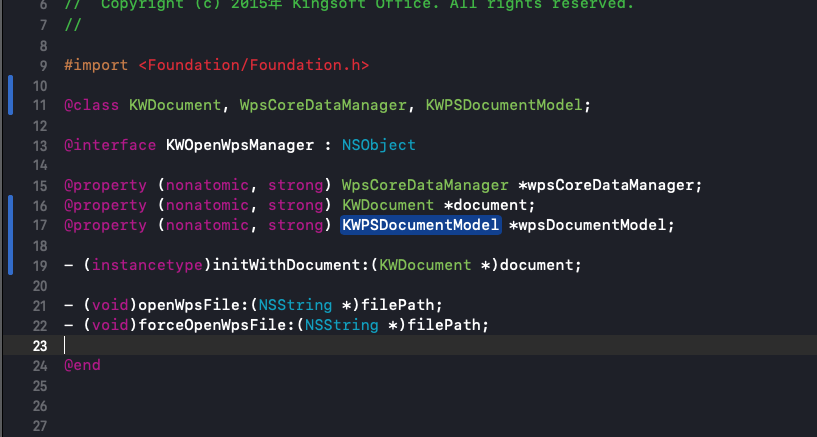 6 // Copyright (c) 2015年 Kingsoft Office. All rights reserved.
7 //
8
9 #import <Foundation/Foundation.h>
10
11 @class KWDocument, WpsCoreDataManager, KWPSDocumentModel;
12
13 @interface KWOpenWpsManager : NSObject
14
15 @property (nonatomic, strong) WpsCoreDataManager *wpsCoreDataManager;
16 @property (nonatomic, strong) KWDocument *document;
17 @property (nonatomic, strong) KWPSDocumentModel *wpsDocumentModel;
18
19 - (instancetype)initWithDocument:(KWDocument *)document;
20
21 - (void)openWpsFile:(NSString *)filePath;
22 - (void)forceOpenWpsFile:(NSString *)filePath;
23
24 @end
25
26
27